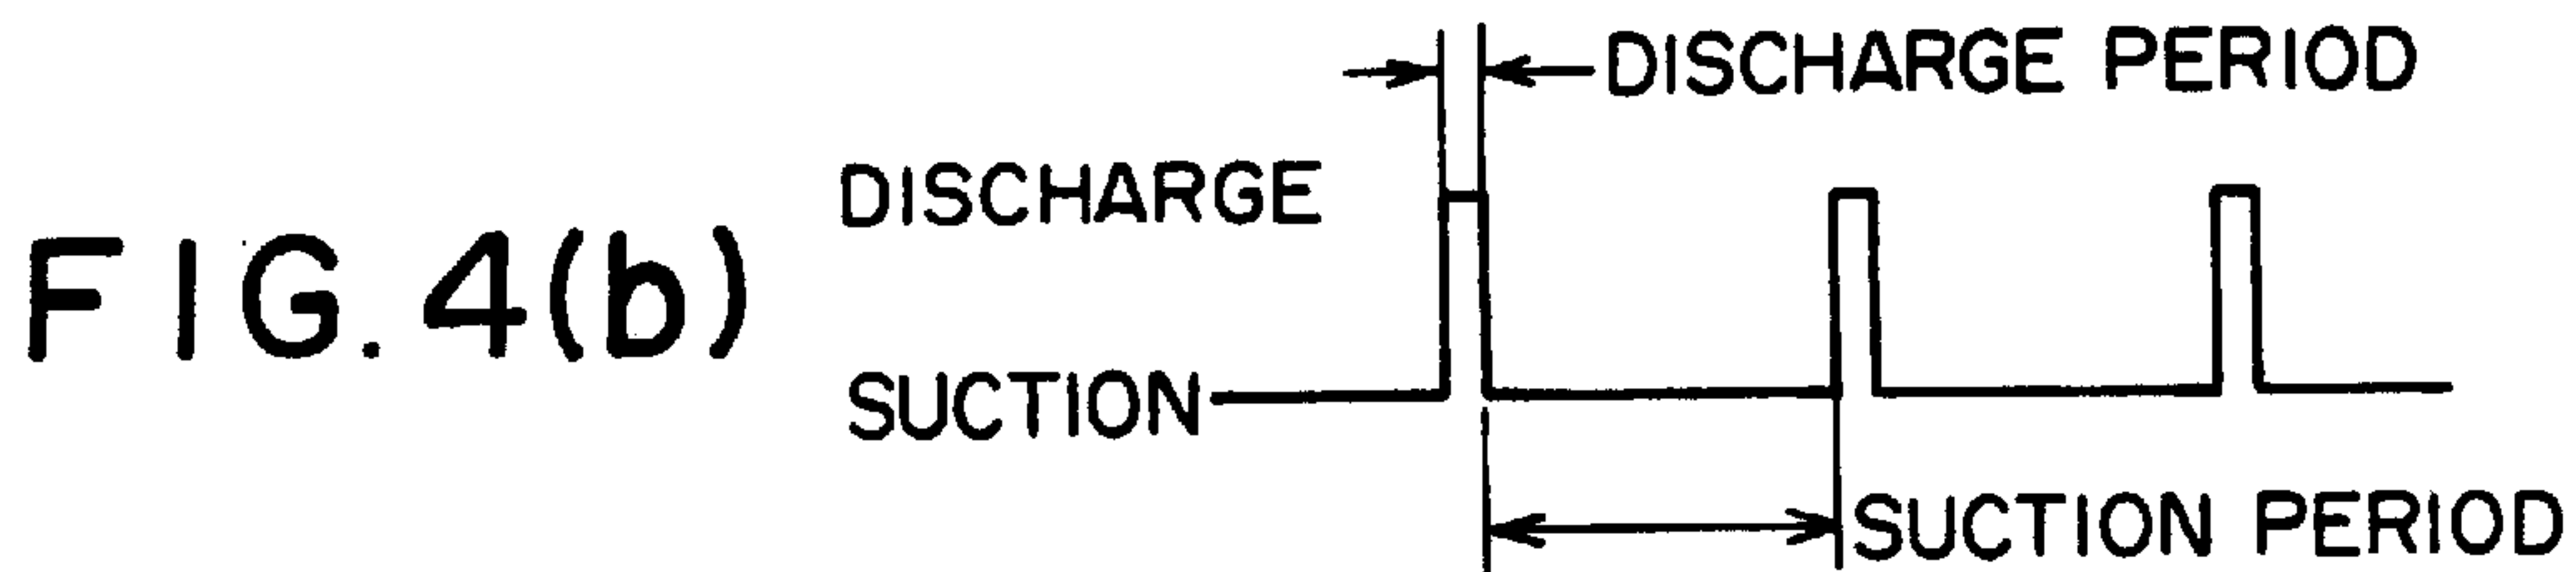 DISCHARGE PERIOD
DISCHARGE
FIG. 4(b)
SUCTION
SUCTION PERIOD